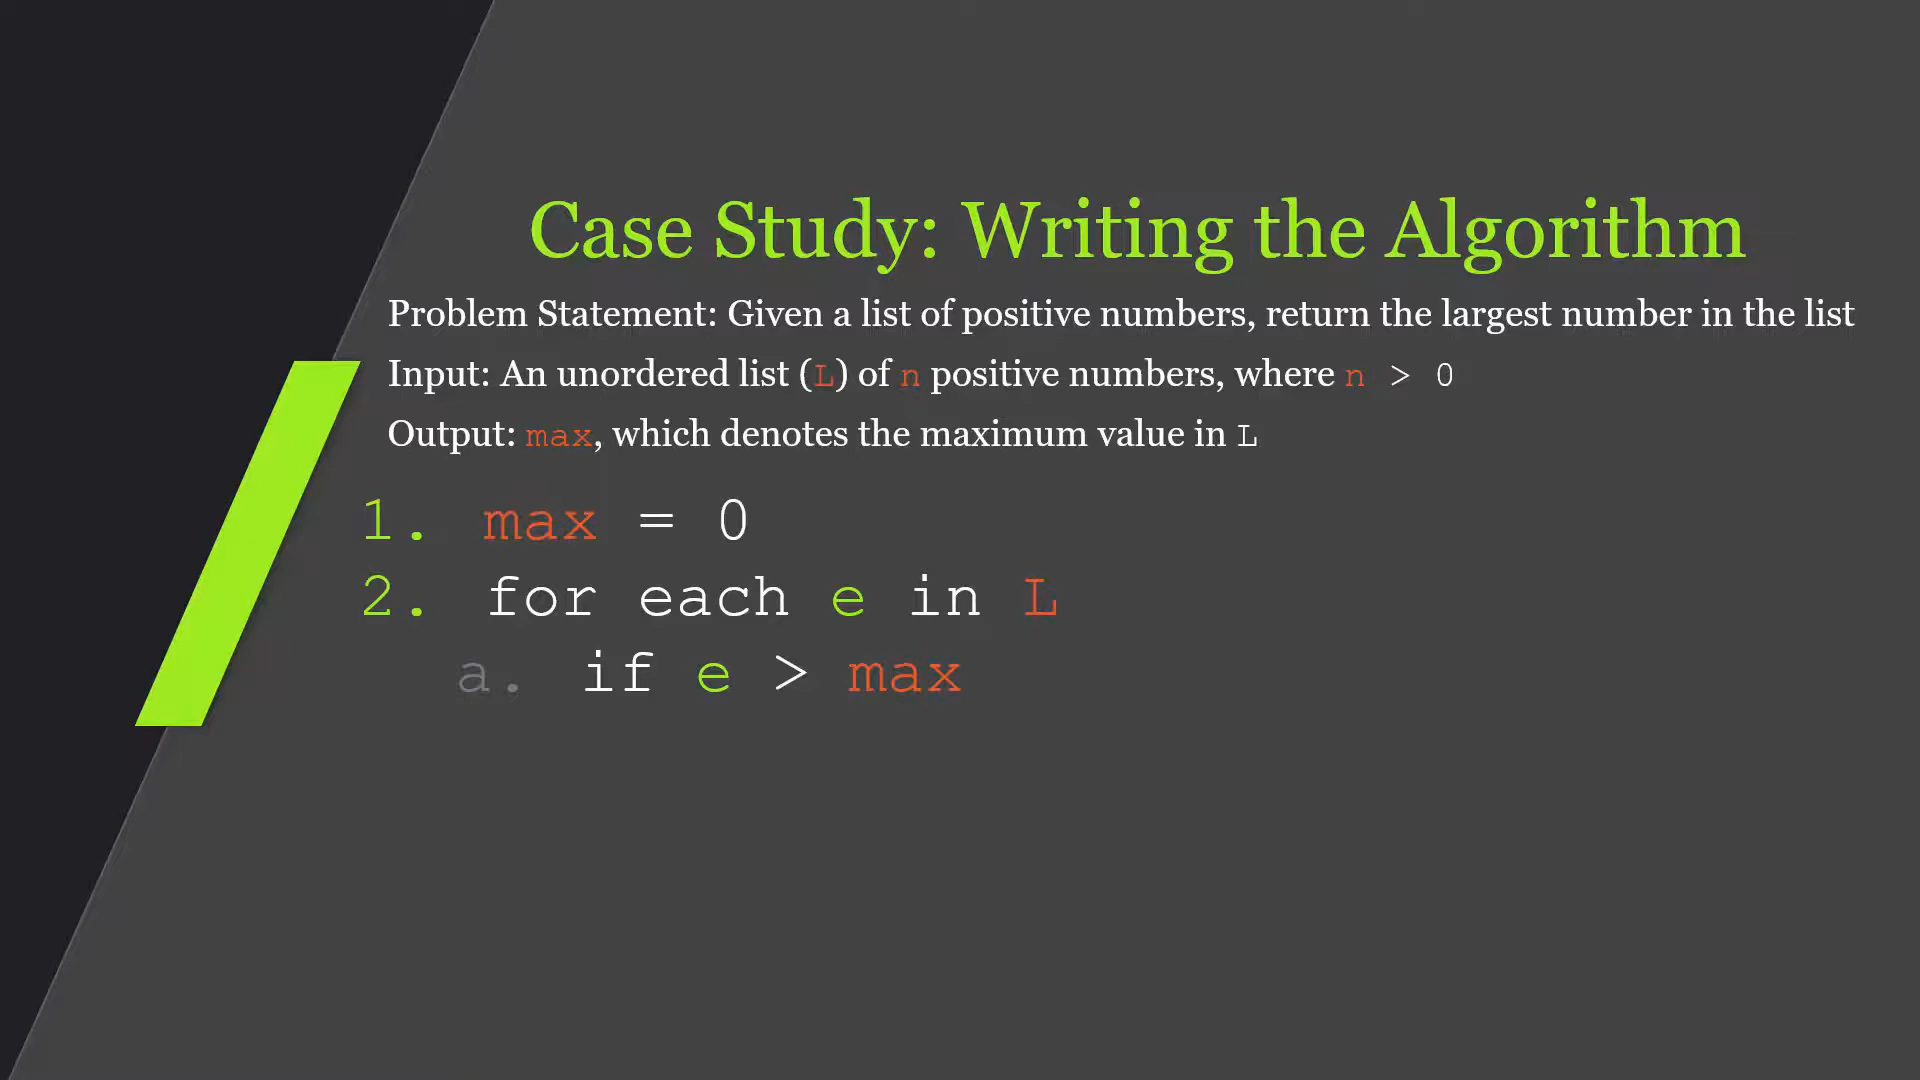 Case Study: Writing the Algorithm
Problem Statement: Given a list of positive numbers, return the largest number in the list
Input: An unordered list (L) of n positive numbers, where n > 0
Output: max, which denotes the maximum value in L
1. max = 0
2. for each e in L
a. if e > max